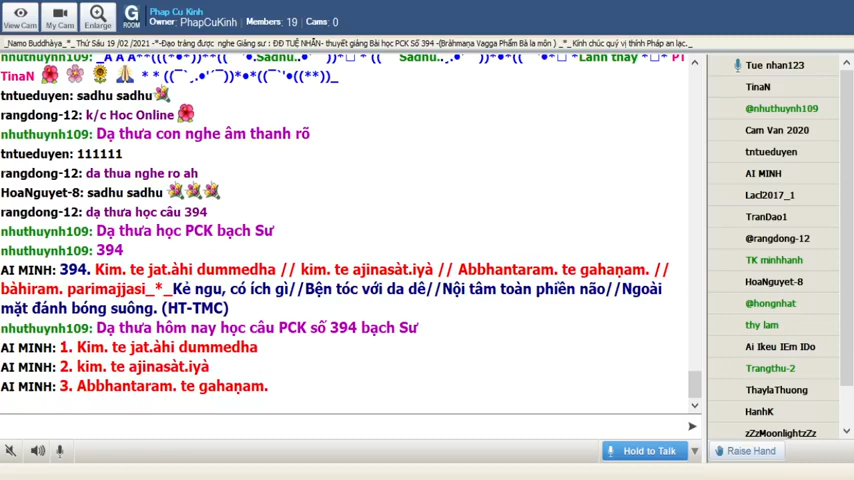 View Cam
My Cam
Enlarge
G
ROOM
Phap Cu Kinh
Owner: PhapCuKinh
Members: 19
Cams: 0
_Namo Buddhàya_*_ Thứ Sáu 19 /02 /2021 -*-Đạo tràng được nghe Giảng sư : ĐĐ TUỆ NHÂN- thuyết giảng Bài học PCK Số 394 -(Bràhmaṇa Vagga Phẩm Bà la môn ) _*_ Kính chúc quý vị thính Pháp an lạc._
TinaN
tntueduyen: sadhu sadhu
rangdong-12: k/c Hoc Online
nhuthuynh109: Dạ thưa con nghe âm thanh rõ
tntueduyen: 111111
rangdong-12: da thua nghe ro ah
HoaNguyet-8: sadhu sadhu
rangdong-12: dạ thưa học câu 394
nhuthuynh109: Dạ thưa học PCK bạch Sư
nhuthuynh109: 394
AI MINH: 394. Kim. te jat.àhi dummedha // kim. te ajinasàt.iyà // Abbhantaram. te gahaṇam. //
bàhiram. parimajjasi_*_Kẻ ngu, có ích gì//Bện tóc với da dê//Nội tâm toàn phiền não//Ngoài
mặt đánh bóng suông. (HT-TMC)
nhuthuynh109: Dạ thưa hôm nay học câu PCK số 394 bạch Sư
AI MINH: 1. Kim. te jat.àhi dummedha
AI MINH: 2. kim. te ajinasàt.iyà
AI MINH: 3. Abbhantaram. te gahaṇam.
Hold to Talk
Tue nhan123
TinaN
@nhuthuynh109
Cam Van 2020
tntueduyen
AI MINH
Lacl2017_1
TranDao1
@rangdong-12
TK minhhanh
HoaNguyet-8
@hongnhat
thy lam
Ai Ikeu IEm IDo
Trangthu-2
ThaylaThuong
HanhK
zZzMoonlightzZz
Raise Hand